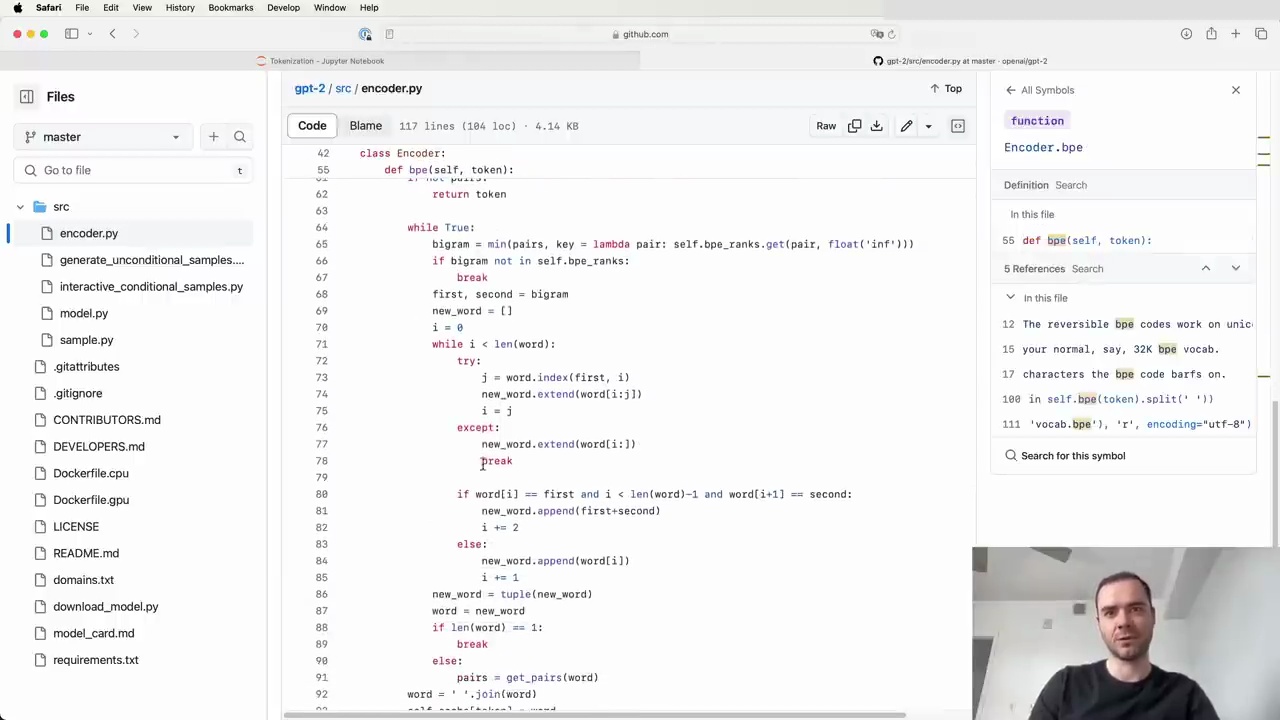 Safari File Edit View History Bookmarks Develop Window Help
github.com
Tokenization - Jupyter Notebook
gpt-2/src/encoder.py at master · openai/gpt-2
Files
master
Go to file
t
src
encoder.py
generate_unconditional_samples....
interactive_conditional_samples.py
model.py
sample.py
.gitattributes
.gitignore
CONTRIBUTORS.md
DEVELOPERS.md
Dockerfile.cpu
Dockerfile.gpu
LICENSE
README.md
domains.txt
download_model.py
model_card.md
requirements.txt
gpt-2 / src / encoder.py
Top
Code Blame 117 lines (104 loc) · 4.14 KB
Raw
42 class Encoder:
55 def bpe(self, token):
62 return token
63
64 while True:
65 bigram = min(pairs, key = lambda pair: self.bpe_ranks.get(pair, float('inf')))
66 if bigram not in self.bpe_ranks:
67 break
68 first, second = bigram
69 new_word = []
70 i = 0
71 while i < len(word):
72 try:
73 j = word.index(first, i)
74 new_word.extend(word[i:j])
75 i = j
76 except:
77 new_word.extend(word[i:])
78 break
79
80 if word[i] == first and i < len(word)-1 and word[i+1] == second:
81 new_word.append(first+second)
82 i += 2
83 else:
84 new_word.append(word[i])
85 i += 1
86 new_word = tuple(new_word)
87 word = new_word
88 if len(word) == 1:
89 break
90 else:
91 pairs = get_pairs(word)
92 word = ' '.join(word)
All Symbols
function
Encoder.bpe
Definition Search
In this file
55 def bpe(self, token):
5 References Search
In this file
12 The reversible bpe codes work on unic
15 your normal, say, 32K bpe vocab.
17 characters the bpe code barfs on.
100 in self.bpe(token).split(' '))
111 'vocab.bpe'), 'r', encoding="utf-8")
Search for this symbol